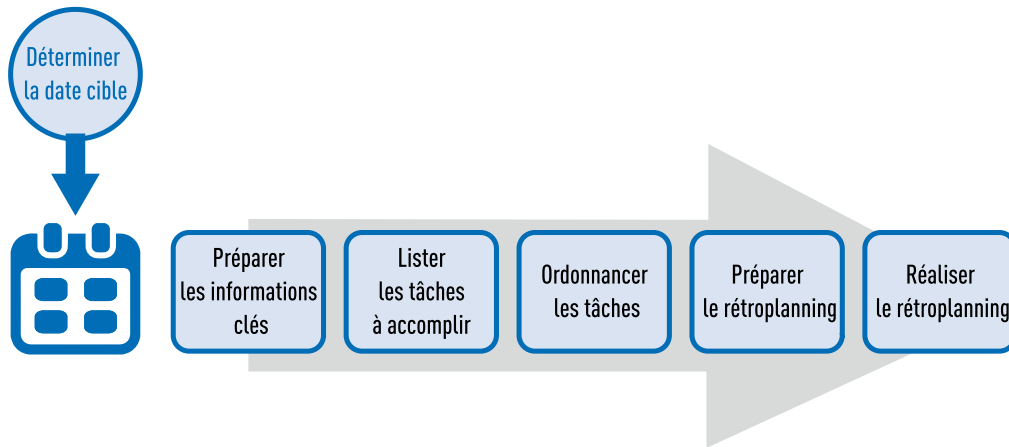 Déterminer
la date cible
Préparer
les informations
clés
Lister
les tâches
à accomplir
Ordonnancer
les tâches
Préparer
le rétroplanning
Réaliser
le rétroplanning